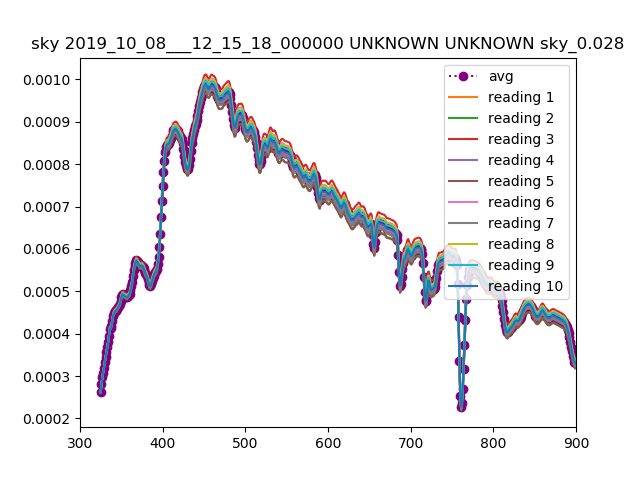 sky 2019_10_08___12_15_18_000000 UNKNOWN UNKNOWN sky_0.028
0.0010
0.0009
0.0008
0.0007
0.0006
0.0005
0.0004
0.0003
0.0002
300
400
500
600
700
800
900
avg
reading 1
reading 2
reading 3
reading 4
reading 5
reading 6
reading 7
reading 8
reading 9
reading 10